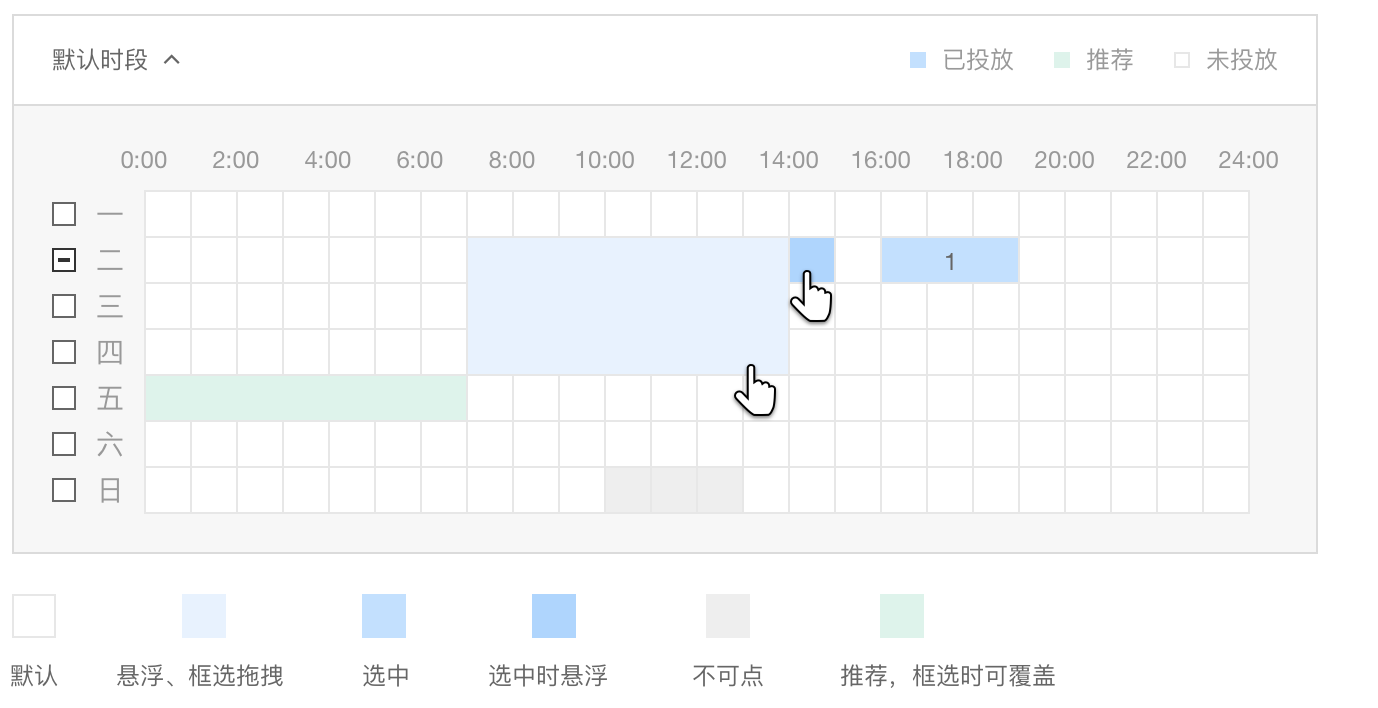 默认时段
已投放 推荐 未投放
0:00 2:00 4:00 6:00 8:00 10:00 12:00 14:00 16:00 18:00 20:00 22:00 24:00
一
二 1
三
四
五
六
日
默认 悬浮、框选拖拽 选中 选中时悬浮 不可点 推荐，框选时可覆盖